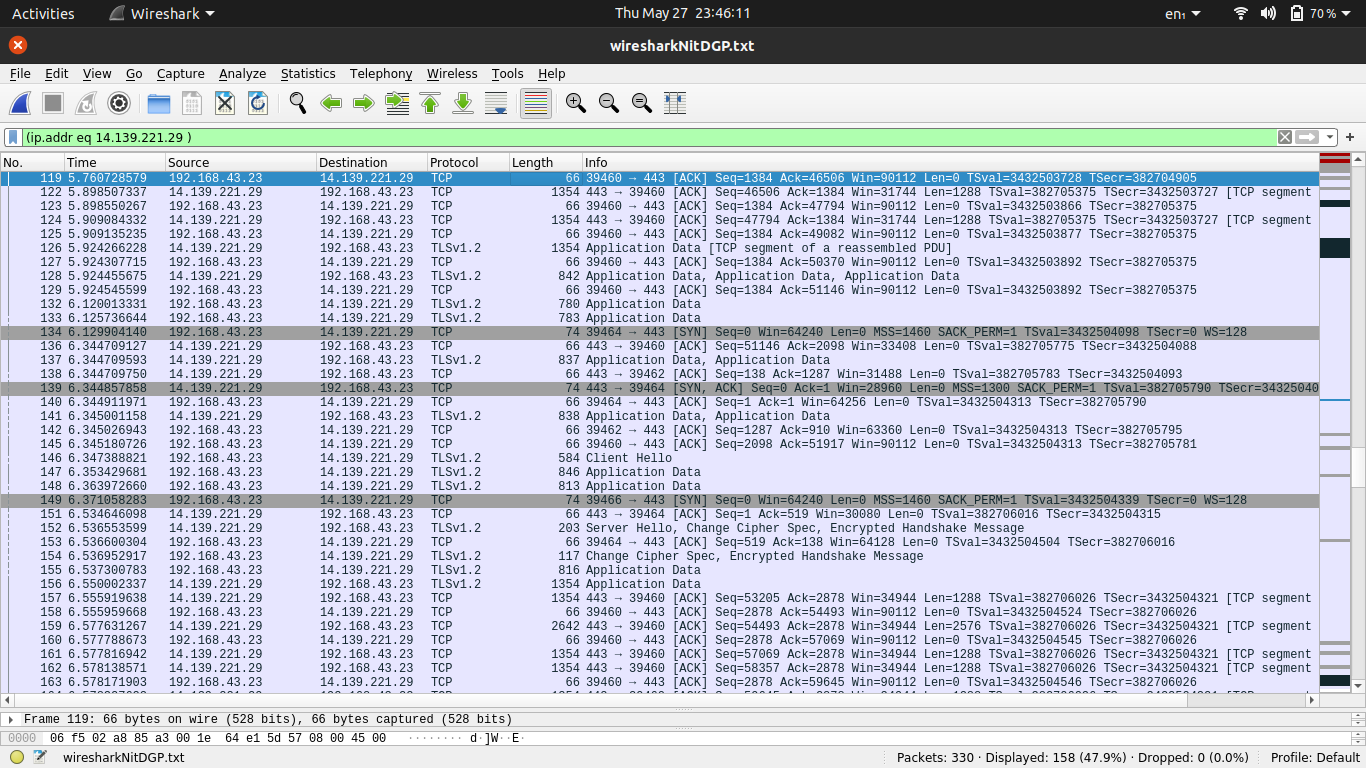 Activities Wireshark Thu May 27 23:46:11 en₁ 70 %
wiresharkNitDGP.txt
File Edit View Go Capture Analyze Statistics Telephony Wireless Tools Help
(ip.addr eq 14.139.221.29 )
No. Time Source Destination Protocol Length Info
119 5.760728579 192.168.43.23 14.139.221.29 TCP 66 39460 → 443 [ACK] Seq=1384 Ack=46506 Win=90112 Len=0 TSval=3432503728 TSecr=382704905
122 5.898507337 14.139.221.29 192.168.43.23 TCP 1354 443 → 39460 [ACK] Seq=46506 Ack=1384 Win=31744 Len=1288 TSval=382705375 TSecr=3432503727 [TCP segment
123 5.898550267 192.168.43.23 14.139.221.29 TCP 66 39460 → 443 [ACK] Seq=1384 Ack=47794 Win=90112 Len=0 TSval=3432503866 TSecr=382705375
124 5.909084332 14.139.221.29 192.168.43.23 TCP 1354 443 → 39460 [ACK] Seq=47794 Ack=1384 Win=31744 Len=1288 TSval=382705375 TSecr=3432503727 [TCP segment
125 5.909135235 192.168.43.23 14.139.221.29 TCP 66 39460 → 443 [ACK] Seq=1384 Ack=49082 Win=90112 Len=0 TSval=3432503877 TSecr=382705375
126 5.924266228 14.139.221.29 192.168.43.23 TLSv1.2 1354 Application Data [TCP segment of a reassembled PDU]
127 5.924307715 192.168.43.23 14.139.221.29 TCP 66 39460 → 443 [ACK] Seq=1384 Ack=50370 Win=90112 Len=0 TSval=3432503892 TSecr=382705375
128 5.924455675 14.139.221.29 192.168.43.23 TLSv1.2 842 Application Data, Application Data, Application Data
129 5.924545599 192.168.43.23 14.139.221.29 TCP 66 39460 → 443 [ACK] Seq=1384 Ack=51146 Win=90112 Len=0 TSval=3432503892 TSecr=382705375
132 6.120013331 192.168.43.23 14.139.221.29 TLSv1.2 780 Application Data
133 6.125736644 192.168.43.23 14.139.221.29 TLSv1.2 783 Application Data
134 6.129904140 192.168.43.23 14.139.221.29 TCP 74 39464 → 443 [SYN] Seq=0 Win=64240 Len=0 MSS=1460 SACK_PERM=1 TSval=3432504098 TSecr=0 WS=128
136 6.344709127 14.139.221.29 192.168.43.23 TCP 66 443 → 39460 [ACK] Seq=51146 Ack=2098 Win=33408 Len=0 TSval=382705775 TSecr=3432504088
137 6.344709593 14.139.221.29 192.168.43.23 TLSv1.2 837 Application Data, Application Data
138 6.344709750 14.139.221.29 192.168.43.23 TCP 66 443 → 39462 [ACK] Seq=138 Ack=1287 Win=31488 Len=0 TSval=382705783 TSecr=3432504093
139 6.344857858 14.139.221.29 192.168.43.23 TCP 74 443 → 39464 [SYN, ACK] Seq=0 Ack=1 Win=28960 Len=0 MSS=1300 SACK_PERM=1 TSval=382705790 TSecr=34325040
140 6.344911971 192.168.43.23 14.139.221.29 TCP 66 39464 → 443 [ACK] Seq=1 Ack=1 Win=64256 Len=0 TSval=3432504313 TSecr=382705790
141 6.345001158 14.139.221.29 192.168.43.23 TLSv1.2 838 Application Data, Application Data
142 6.345026943 192.168.43.23 14.139.221.29 TCP 66 39462 → 443 [ACK] Seq=1287 Ack=910 Win=63360 Len=0 TSval=3432504313 TSecr=382705795
145 6.345180726 192.168.43.23 14.139.221.29 TCP 66 39460 → 443 [ACK] Seq=2098 Ack=51917 Win=90112 Len=0 TSval=3432504313 TSecr=382705781
146 6.347388821 192.168.43.23 14.139.221.29 TLSv1.2 584 Client Hello
147 6.353429681 192.168.43.23 14.139.221.29 TLSv1.2 846 Application Data
148 6.363972660 192.168.43.23 14.139.221.29 TLSv1.2 813 Application Data
149 6.371058283 192.168.43.23 14.139.221.29 TCP 74 39466 → 443 [SYN] Seq=0 Win=64240 Len=0 MSS=1460 SACK_PERM=1 TSval=3432504339 TSecr=0 WS=128
151 6.534646098 14.139.221.29 192.168.43.23 TCP 66 443 → 39464 [ACK] Seq=1 Ack=519 Win=30080 Len=0 TSval=382706016 TSecr=3432504315
152 6.536553599 14.139.221.29 192.168.43.23 TLSv1.2 203 Server Hello, Change Cipher Spec, Encrypted Handshake Message
153 6.536600304 192.168.43.23 14.139.221.29 TCP 66 39464 → 443 [ACK] Seq=519 Ack=138 Win=64128 Len=0 TSval=3432504504 TSecr=382706016
154 6.536952917 192.168.43.23 14.139.221.29 TLSv1.2 117 Change Cipher Spec, Encrypted Handshake Message
155 6.537300783 192.168.43.23 14.139.221.29 TLSv1.2 816 Application Data
156 6.550002337 14.139.221.29 192.168.43.23 TLSv1.2 1354 Application Data
157 6.555919638 14.139.221.29 192.168.43.23 TCP 1354 443 → 39460 [ACK] Seq=53205 Ack=2878 Win=34944 Len=1288 TSval=382706026 TSecr=3432504321 [TCP segment
158 6.555959668 192.168.43.23 14.139.221.29 TCP 66 39460 → 443 [ACK] Seq=2878 Ack=54493 Win=90112 Len=0 TSval=3432504524 TSecr=382706026
159 6.577631267 14.139.221.29 192.168.43.23 TCP 2642 443 → 39460 [ACK] Seq=54493 Ack=2878 Win=34944 Len=2576 TSval=382706026 TSecr=3432504321 [TCP segment
160 6.577788673 192.168.43.23 14.139.221.29 TCP 66 39460 → 443 [ACK] Seq=2878 Ack=57069 Win=90112 Len=0 TSval=3432504545 TSecr=382706026
161 6.577816942 14.139.221.29 192.168.43.23 TCP 1354 443 → 39460 [ACK] Seq=57069 Ack=2878 Win=34944 Len=1288 TSval=382706026 TSecr=3432504321 [TCP segment
162 6.578138571 14.139.221.29 192.168.43.23 TCP 1354 443 → 39460 [ACK] Seq=58357 Ack=2878 Win=34944 Len=1288 TSval=382706026 TSecr=3432504321 [TCP segment
163 6.578171903 192.168.43.23 14.139.221.29 TCP 66 39460 → 443 [ACK] Seq=2878 Ack=59645 Win=90112 Len=0 TSval=3432504546 TSecr=382706026
Frame 119: 66 bytes on wire (528 bits), 66 bytes captured (528 bits)
0000 06 f5 02 a8 85 a3 00 1e 64 e1 5d 57 08 00 45 00 ········ d·]W··E·
wiresharkNitDGP.txt Packets: 330 · Displayed: 158 (47.9%) · Dropped: 0 (0.0%) Profile: Default